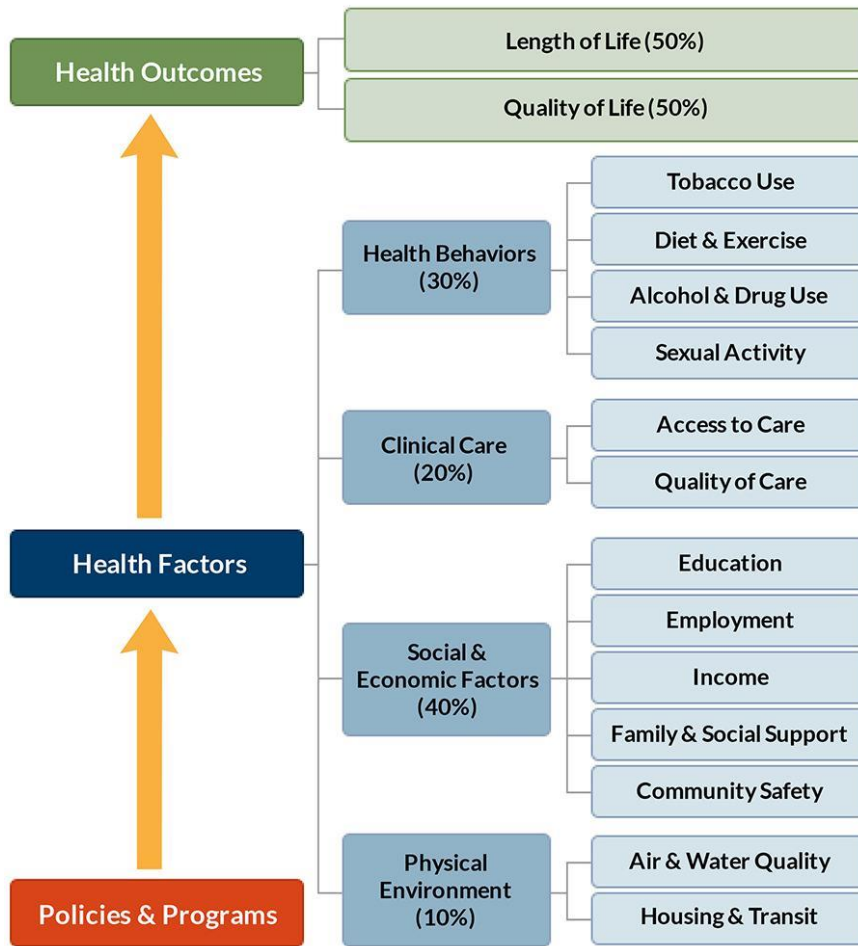 Health Outcomes
Length of Life (50%)
Quality of Life (50%)
Health Behaviors
(30%)
Tobacco Use
Diet & Exercise
Alcohol & Drug Use
Sexual Activity
Clinical Care
(20%)
Access to Care
Quality of Care
Health Factors
Social &
Economic Factors
(40%)
Education
Employment
Income
Family & Social Support
Community Safety
Physical
Environment
(10%)
Air & Water Quality
Housing & Transit
Policies & Programs